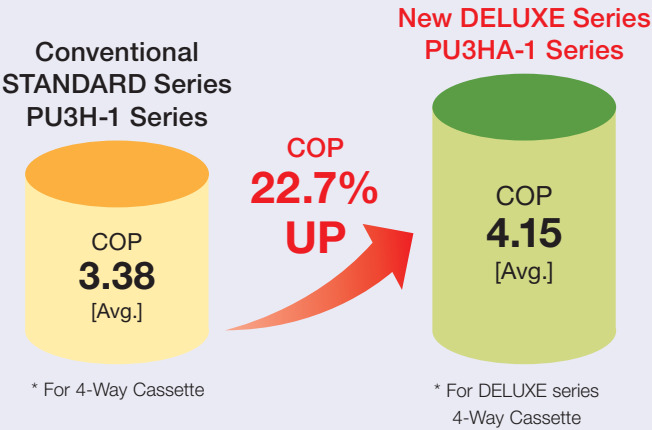 Conventional
STANDARD Series
PU3H-1 Series
COP
3.38
[Avg.]
* For 4-Way Cassette
COP
22.7%
UP
New DELUXE Series
PU3HA-1 Series
COP
4.15
[Avg.]
* For DELUXE series
4-Way Cassette